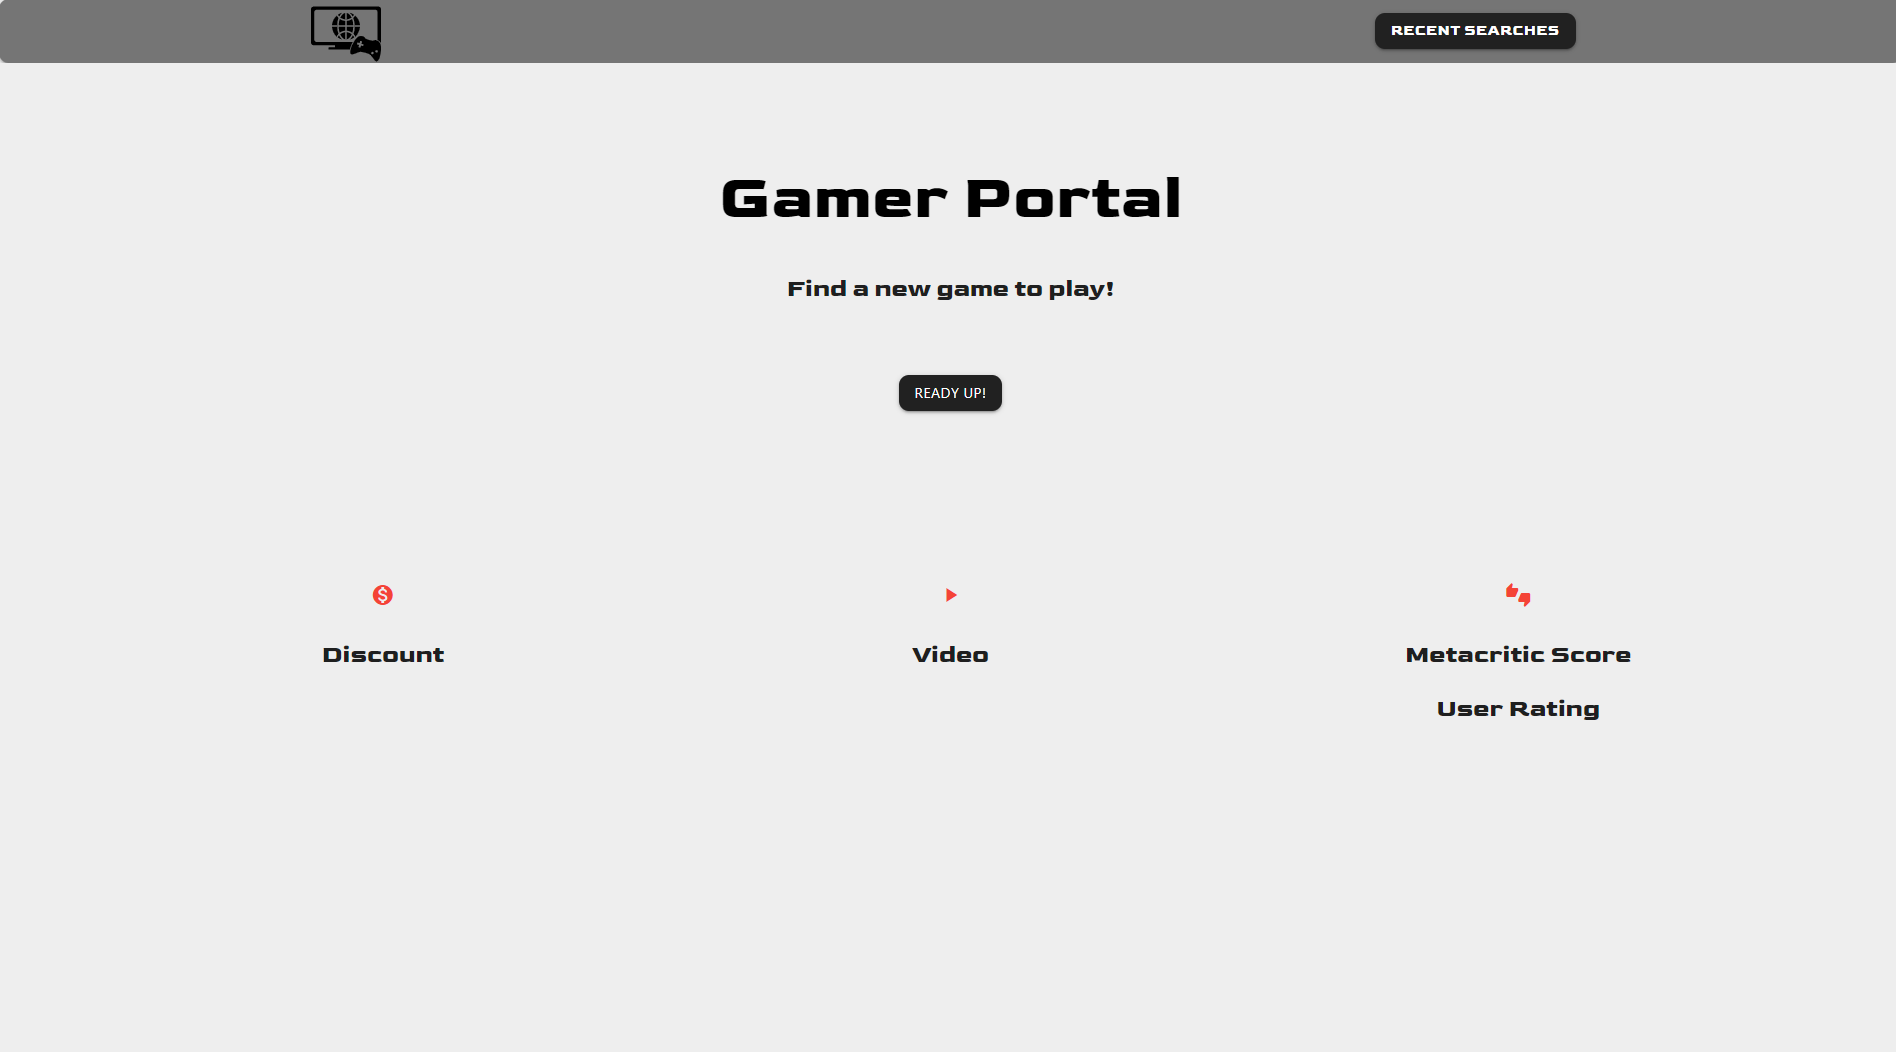 RECENT SEARCHES
Gamer Portal
Find a new game to play!
READY UP!
Discount
Video
Metacritic Score
User Rating